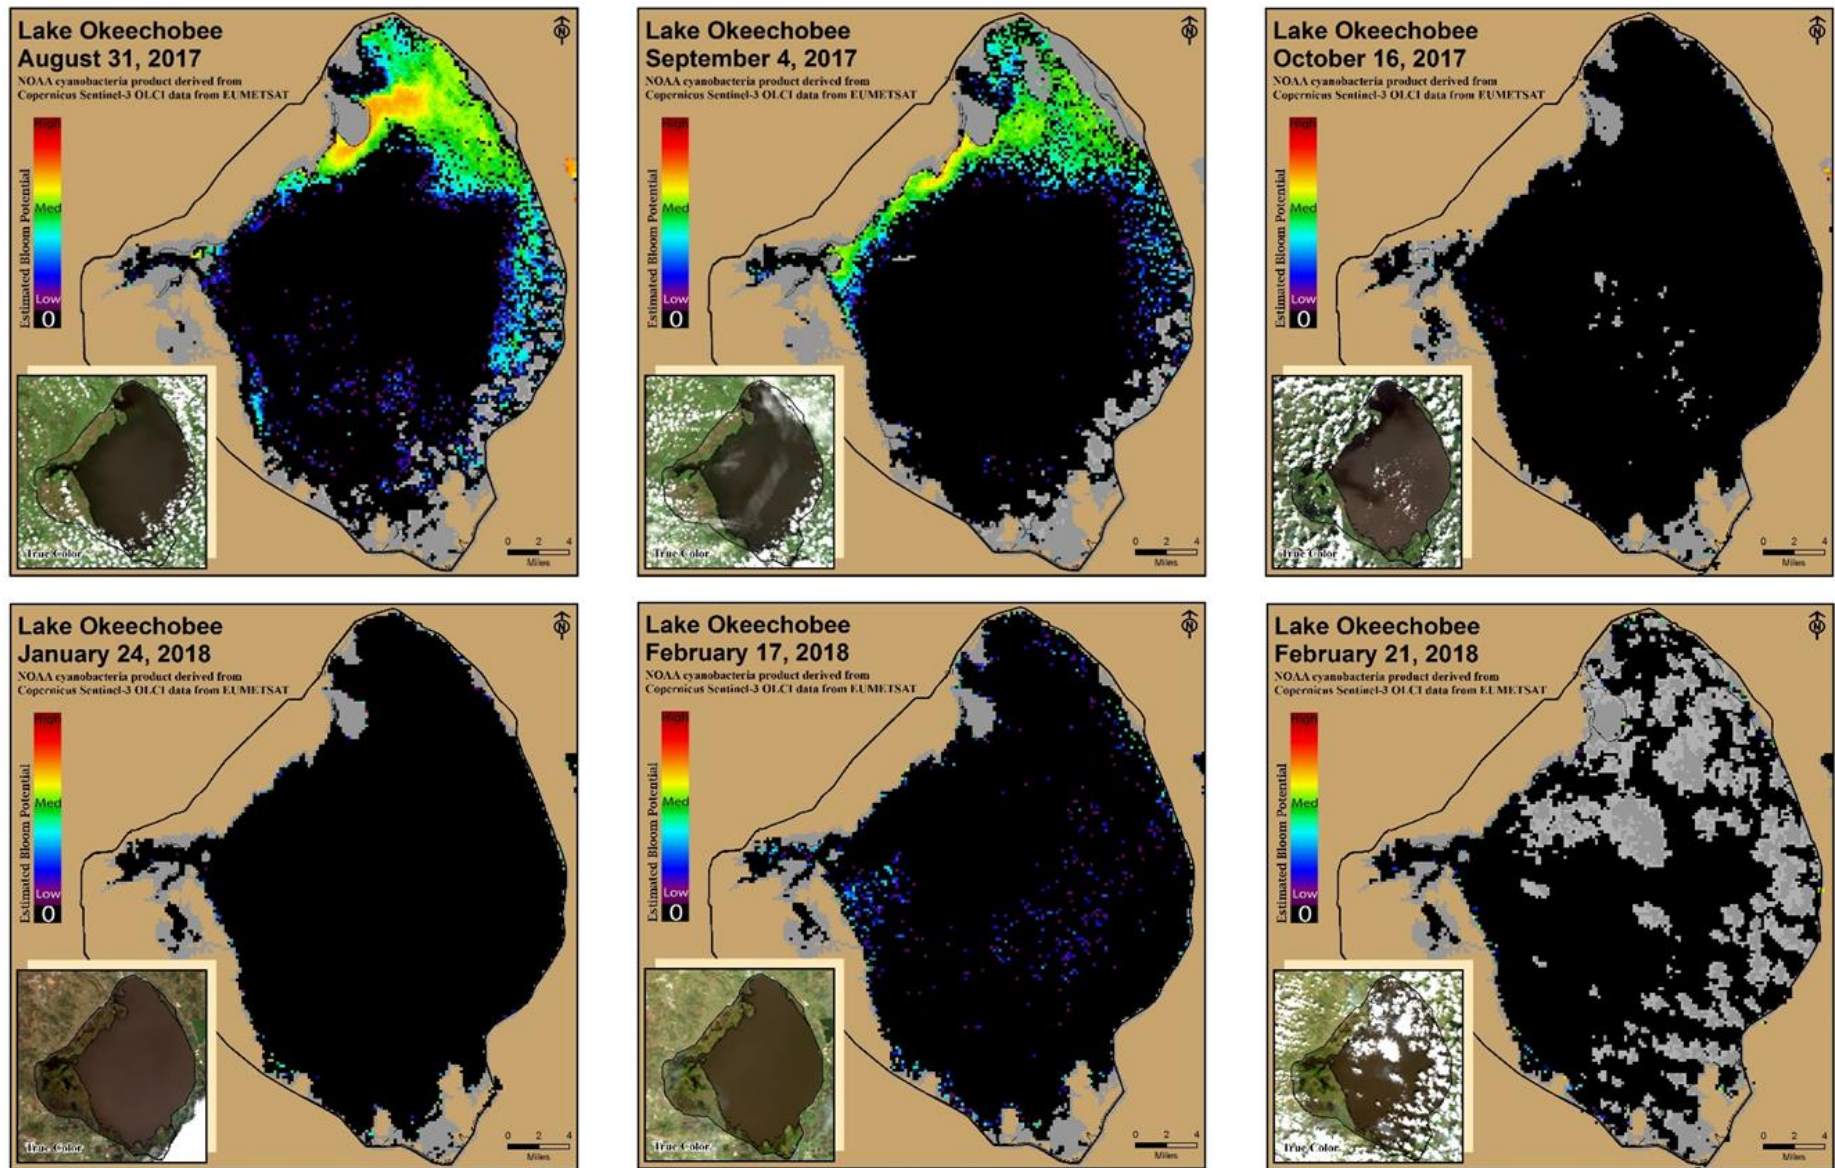 Lake Okeechobee
August 31, 2017
NOAA cyanobacteria product derived from
Copernicus Sentinel-3 OLCI data from EUMETSAT
High
Med
Low
0
Estimated Bloom Potential
N
True Color
0 2 4
Miles
Lake Okeechobee
September 4, 2017
NOAA cyanobacteria product derived from
Copernicus Sentinel-3 OLCI data from EUMETSAT
High
Med
Low
0
Estimated Bloom Potential
N
True Color
0 2 4
Miles
Lake Okeechobee
October 16, 2017
NOAA cyanobacteria product derived from
Copernicus Sentinel-3 OLCI data from EUMETSAT
High
Med
Low
0
Estimated Bloom Potential
N
True Color
0 2 4
Miles
Lake Okeechobee
January 24, 2018
NOAA cyanobacteria product derived from
Copernicus Sentinel-3 OLCI data from EUMETSAT
High
Med
Low
0
Estimated Bloom Potential
N
True Color
0 2 4
Miles
Lake Okeechobee
February 17, 2018
NOAA cyanobacteria product derived from
Copernicus Sentinel-3 OLCI data from EUMETSAT
High
Med
Low
0
Estimated Bloom Potential
N
True Color
0 2 4
Miles
Lake Okeechobee
February 21, 2018
NOAA cyanobacteria product derived from
Copernicus Sentinel-3 OLCI data from EUMETSAT
High
Med
Low
0
Estimated Bloom Potential
N
True Color
0 2 4
Miles